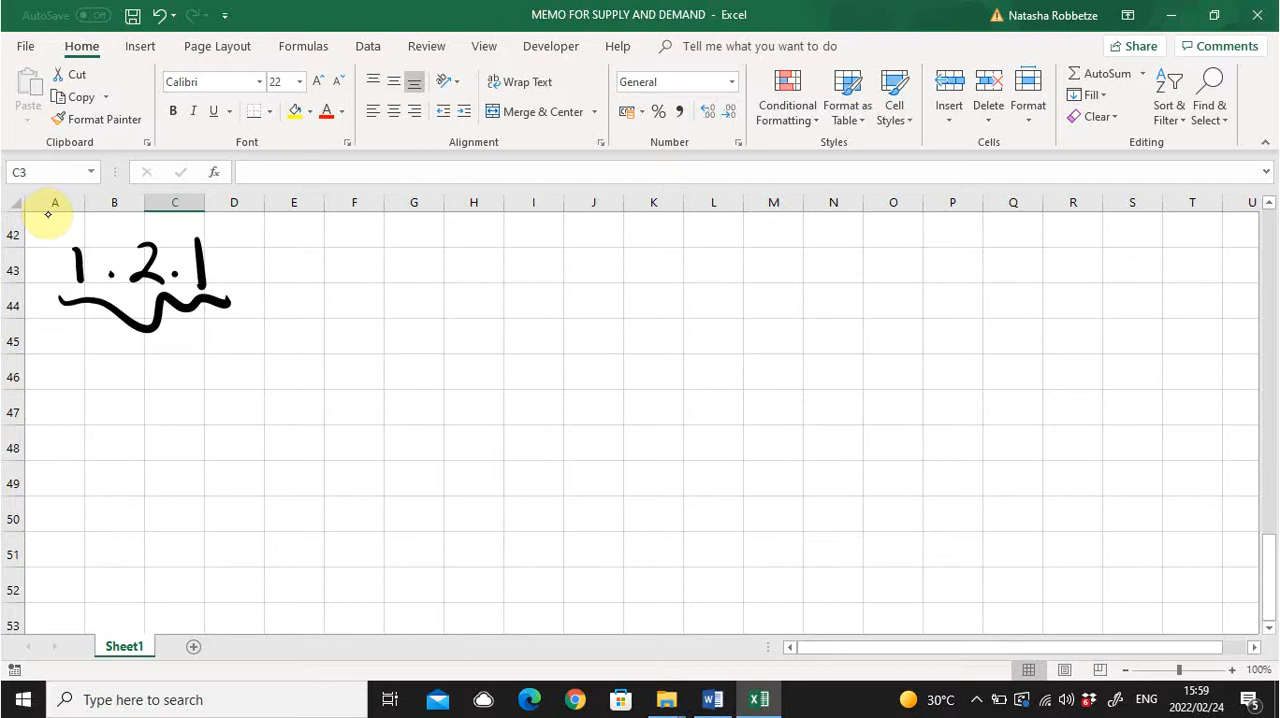 AutoSave Off
MEMO FOR SUPPLY AND DEMAND - Excel
Natasha Robbetze
File Home Insert Page Layout Formulas Data Review View Developer Help Tell me what you want to do Share Comments
Paste
Cut
Copy
Format Painter
Clipboard
Calibri 22
B I U
Font
Wrap Text
Merge & Center
Alignment
General
%
Number
Conditional Formatting
Format as Table
Cell Styles
Styles
Insert
Delete
Format
Cells
AutoSum
Fill
Clear
Sort & Filter
Find & Select
Editing
C3
fx
A B C D E F G H I J K L M N O P Q R S T U
42
43
44
45
46
47
48
49
50
51
52
53
1.2.1
Sheet1
100%
Type here to search
30°C
ENG
15:59
2022/02/24
5